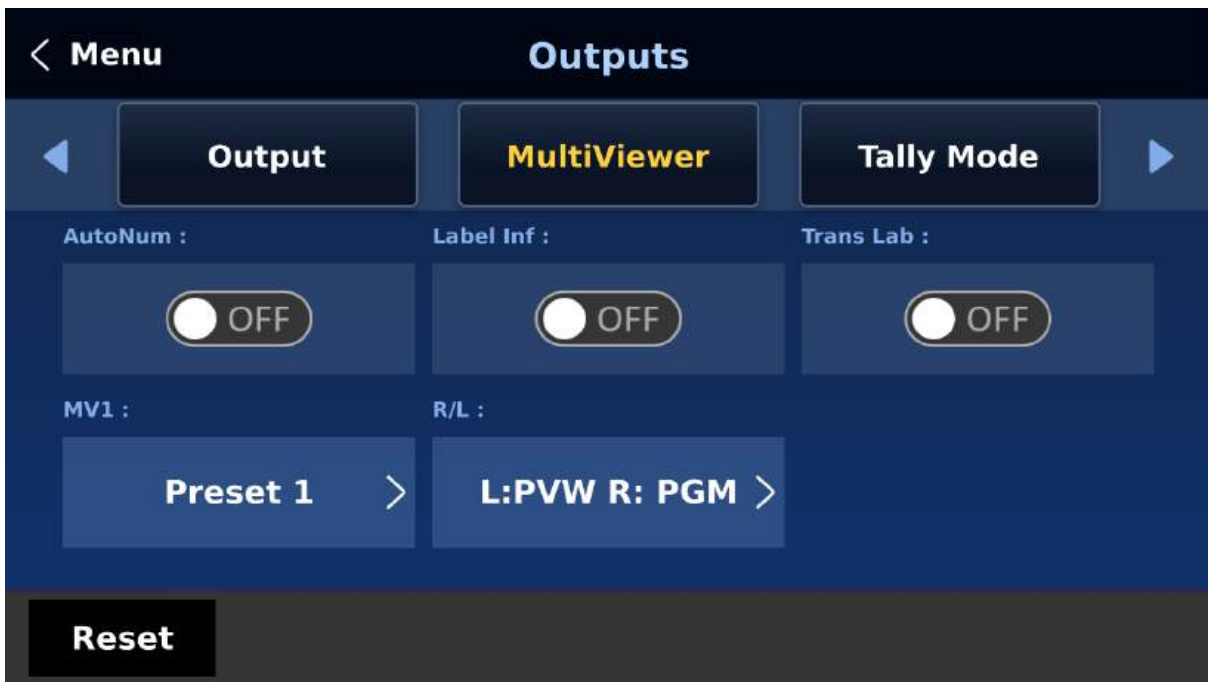 Menu
Outputs
Output
MultiViewer
Tally Mode
AutoNum :
Label Inf :
Trans Lab :
OFF
OFF
OFF
MV1 :
R/L :
Preset 1
L:PVW R: PGM
Reset